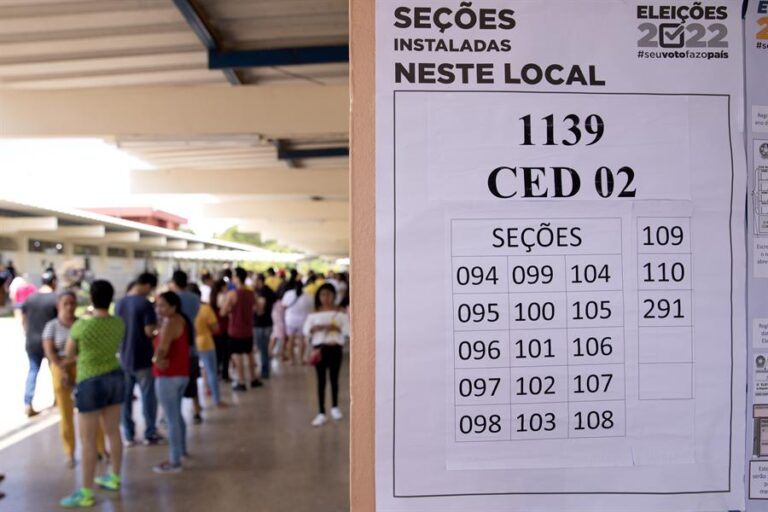 SEÇÕES
INSTALADAS
NESTE LOCAL
ELEIÇÕES
2022
#seuvotofazopaís
1139
CED 02
SEÇÕES
094 099 104
095 100 105
096 101 106
097 102 107
098 103 108
109
110
291